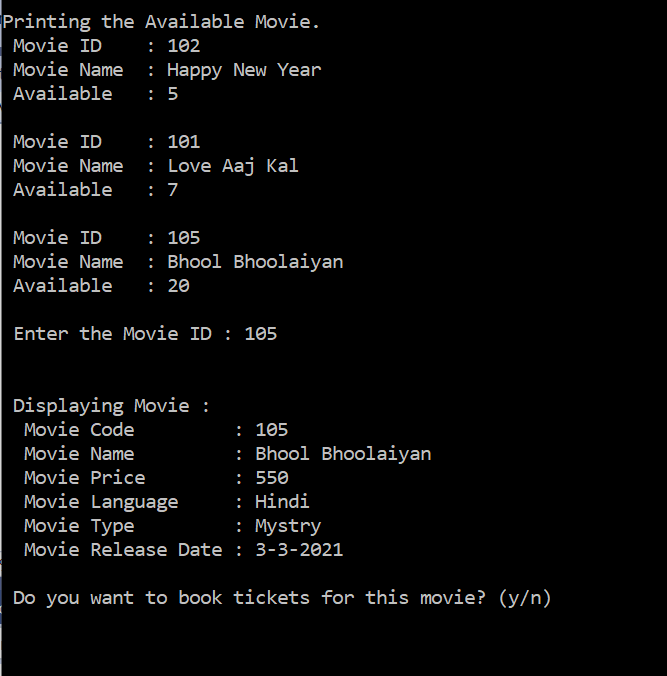 Printing the Available Movie.
Movie ID : 102
Movie Name : Happy New Year
Available : 5
Movie ID : 101
Movie Name : Love Aaj Kal
Available : 7
Movie ID : 105
Movie Name : Bhool Bhoolaiyan
Available : 20
Enter the Movie ID : 105
Displaying Movie :
Movie Code : 105
Movie Name : Bhool Bhoolaiyan
Movie Price : 550
Movie Language : Hindi
Movie Type : Mystry
Movie Release Date : 3-3-2021
Do you want to book tickets for this movie? (y/n)